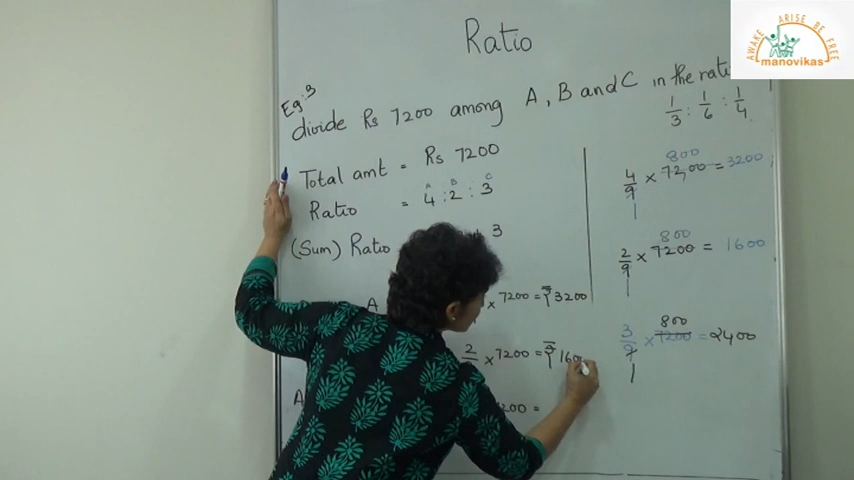 AWAKE ARISE BE FREE
manovikas
Ratio
Eg:3
divide Rs 7200 among A, B and C in the
1/3 : 1/6 : 1/4
Total amt = Rs 7200
A B C
Ratio = 4 : 2 : 3
(Sum) Ratio 3
A × 7200 = ₹ 3200
2 × 7200 = ₹ 160
A 7200 =
800
4/9 × 7200 = 3200
1
800
2/9 × 7200 = 1600
1
800
3/9 × 7200 = 2400
1